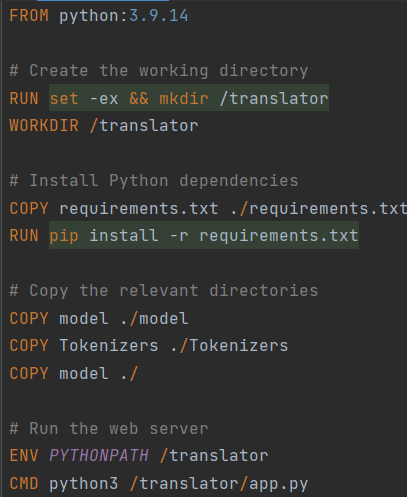 FROM python:3.9.14
# Create the working directory
RUN set -ex && mkdir /translator
WORKDIR /translator
# Install Python dependencies
COPY requirements.txt ./requirements.txt
RUN pip install -r requirements.txt
# Copy the relevant directories
COPY model ./model
COPY Tokenizers ./Tokenizers
COPY model ./
# Run the web server
ENV PYTHONPATH /translator
CMD python3 /translator/app.py